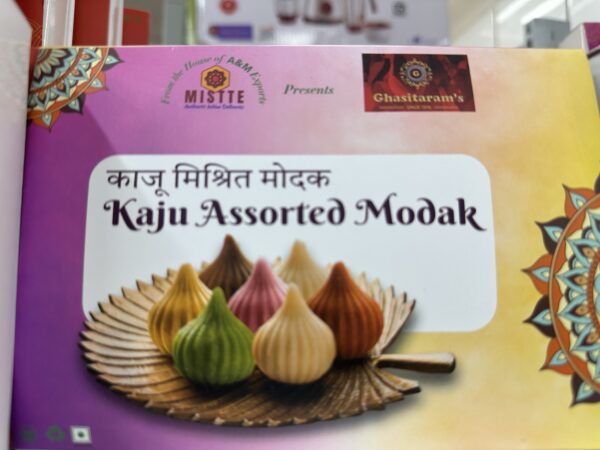 From the House of A&M Exports
MISTTE
Authentic Indian Delicacies
Presents
Ghasitaram's
काजू मिश्रित मोदक
Kaju Assorted Modak